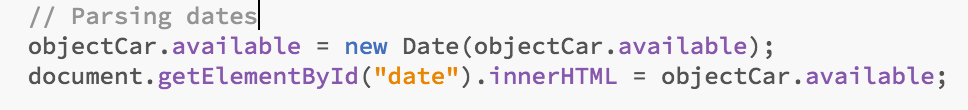 // Parsing dates
objectCar.available = new Date(objectCar.available);
document.getElementById("date").innerHTML = objectCar.available;